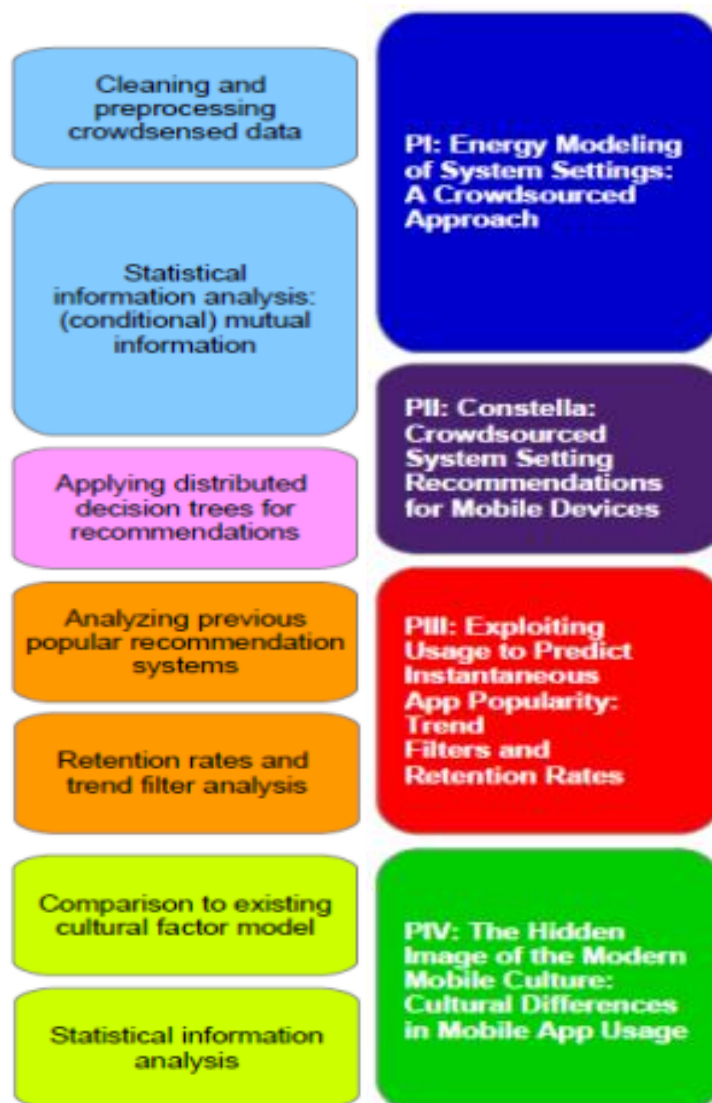 Cleaning and
preprocessing
crowdsensed data
Statistical
information analysis:
(conditional) mutual
information
Applying distributed
decision trees for
recommendations
Analyzing previous
popular recommendation
systems
Retention rates and
trend filter analysis
Comparison to existing
cultural factor model
Statistical information
analysis
PI: Energy Modeling
of System Settings:
A Crowdsourced
Approach
PII: Constella:
Crowdsourced
System Setting
Recommendations
for Mobile Devices
PIII: Exploiting
Usage to Predict
Instantaneous
App Popularity:
Trend
Filters and
Retention Rates
PIV: The Hidden
Image of the Modern
Mobile Culture:
Cultural Differences
in Mobile App Usage